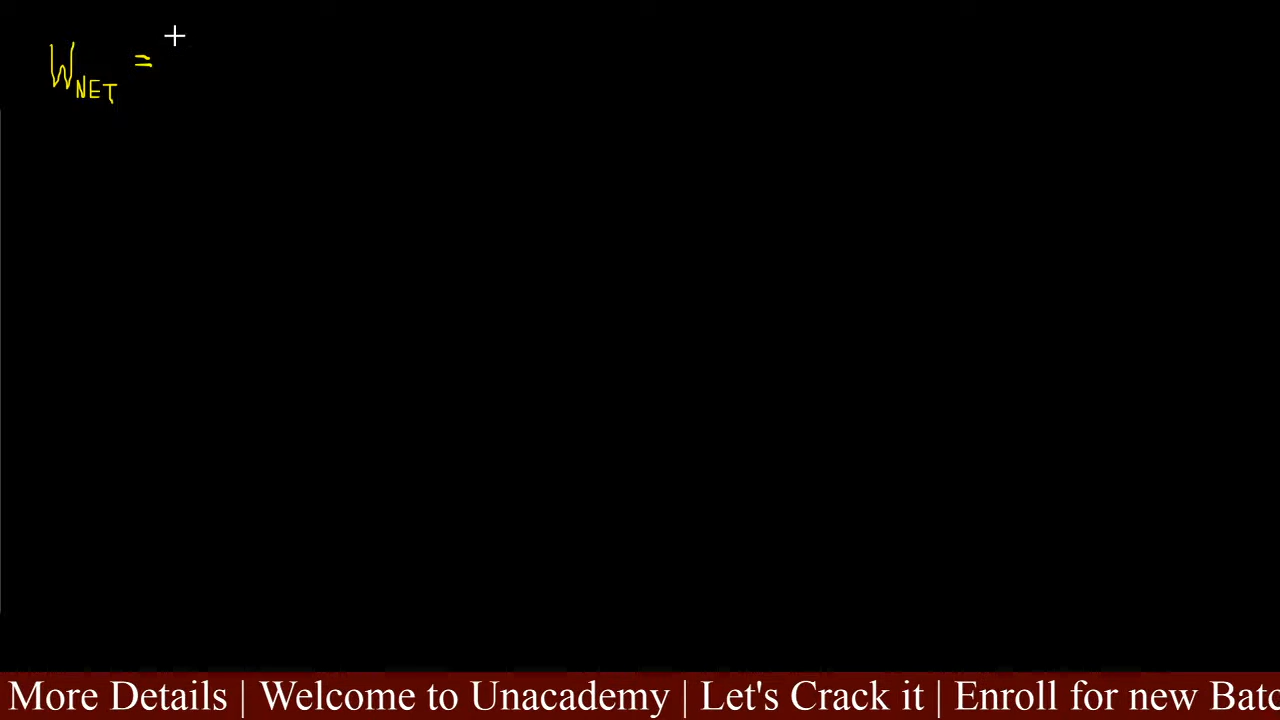 W_NET =
More Details | Welcome to Unacademy | Let's Crack it | Enroll for new Batc